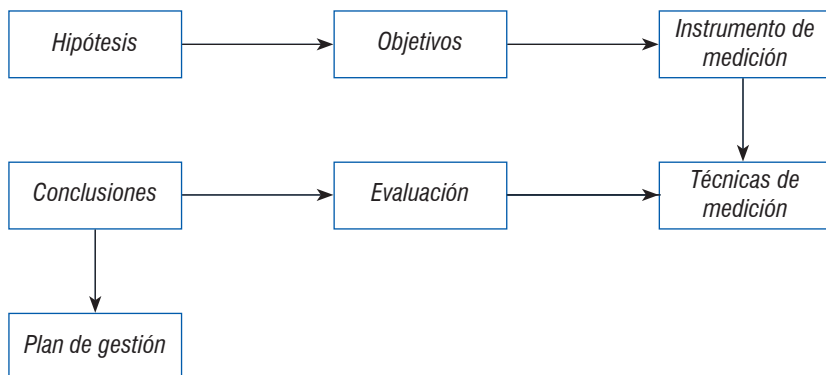 Hipótesis
Objetivos
Instrumento de
medición
Conclusiones
Evaluación
Técnicas de
medición
Plan de gestión